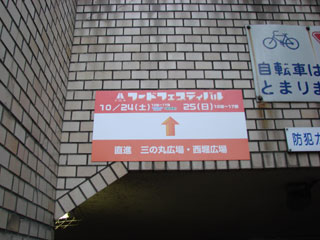 フードフェスティバル
10/24(土) 25(日)
直進 三の丸広場・西堀広場
自転車は
とまりま
防犯カ